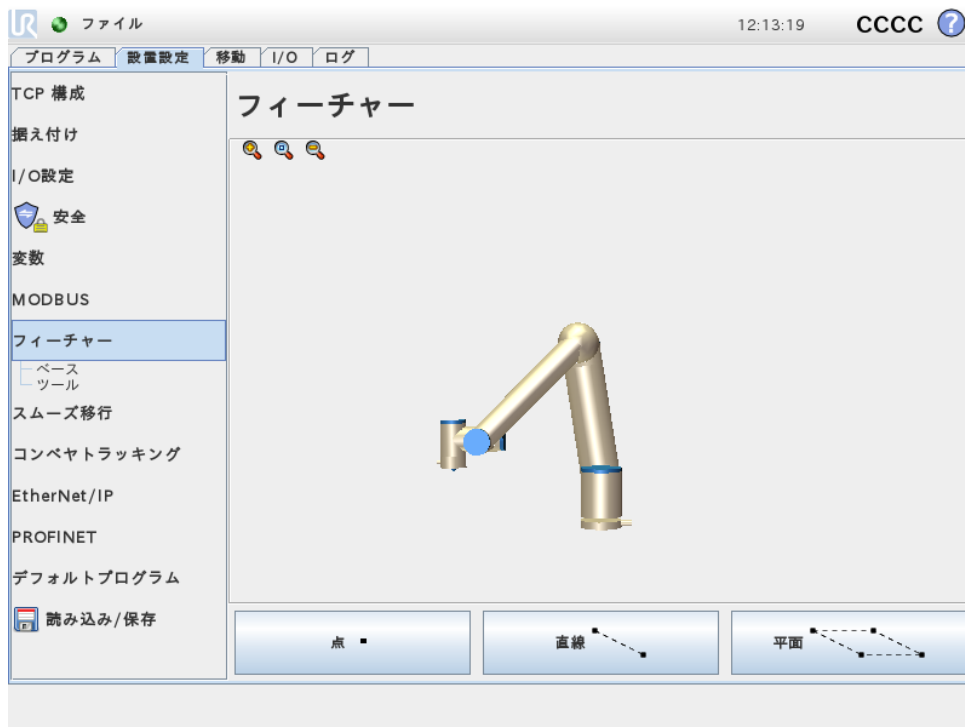 UR ファイル 12:13:19 CCCC ?
プログラム 設置設定 移動 I/O ログ
TCP 構成
据え付け
I/O設定
安全
変数
MODBUS
フィーチャー
ベース
ツール
スムーズ移行
コンベヤトラッキング
EtherNet/IP
PROFINET
デフォルトプログラム
読み込み/保存
フィーチャー
点
直線
平面